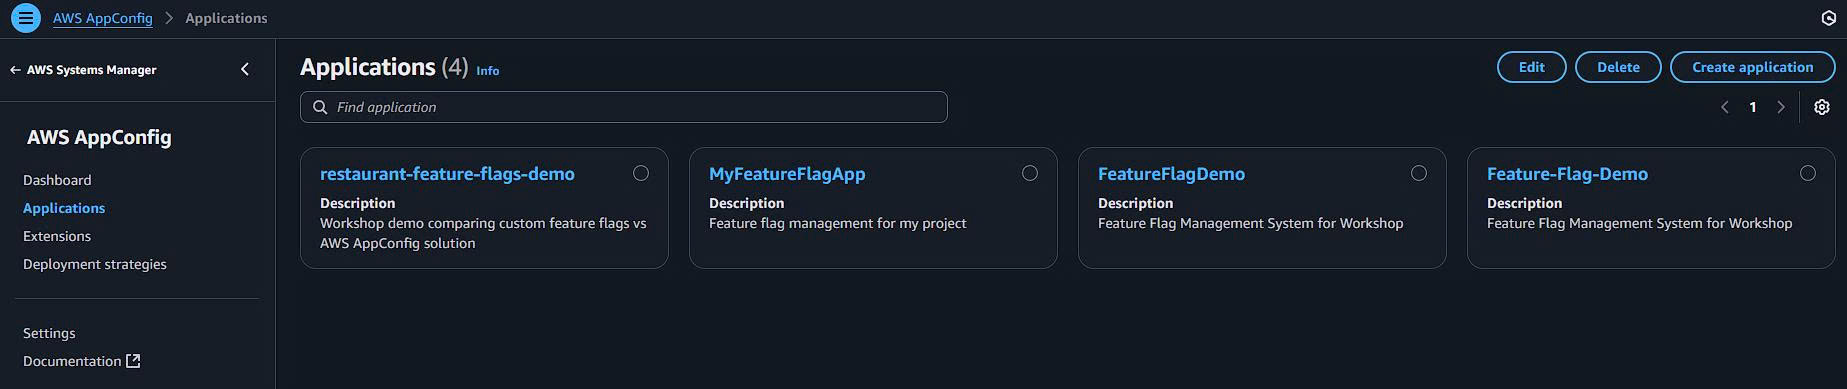 AWS AppConfig > Applications
← AWS Systems Manager
AWS AppConfig
Dashboard
Applications
Extensions
Deployment strategies
Settings
Documentation
Applications (4) Info
Edit
Delete
Create application
Find application
1
restaurant-feature-flags-demo
Description
Workshop demo comparing custom feature flags vs
AWS AppConfig solution
MyFeatureFlagApp
Description
Feature flag management for my project
FeatureFlagDemo
Description
Feature Flag Management System for Workshop
Feature-Flag-Demo
Description
Feature Flag Management System for Workshop